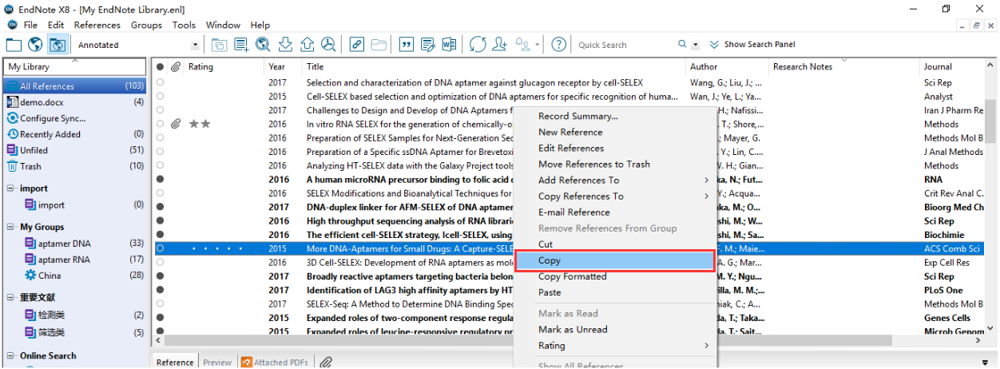 EndNote X8 - [My EndNote Library.enl]
File Edit References Groups Tools Window Help
Annotated
Quick Search
Show Search Panel
My Library
All References (103)
demo.docx (4)
Configure Sync...
Recently Added (0)
Unfiled (51)
Trash (10)
import
import (0)
My Groups
aptamer DNA (33)
aptamer RNA (17)
China (28)
重要文献
检测类 (2)
筛选类 (5)
Online Search
Rating Year Title Author Research Notes Journal
2017 Selection and characterization of DNA aptamer against glucagon receptor by cell-SELEX Wang, G.; Liu, J.; ... Sci Rep
2015 Cell-SELEX based selection and optimization of DNA aptamers for specific recognition of huma... Wan, J.; Ye, L.; Ya... Analyst
2017 Challenges to Design and Develop of DNA Aptamers f H.; Nafissi... Iran J Pharm Re
2016 In vitro RNA SELEX for the generation of chemically-o T.; Shore,... Methods
2016 Preparation of SELEX Samples for Next-Generation Sec ; Mayer, G. Methods Mol B
2016 Preparation of a Specific ssDNA Aptamer for Brevetoxi Y.; Lin, C.... J Anal Methods
2016 Analyzing HT-SELEX data with the Galaxy Project tools W. H.; Gian... Methods
2016 A human microRNA precursor binding to folic acid ka, N.; Fut... RNA
2016 SELEX Modifications and Bioanalytical Techniques for Y.; Acqua... Crit Rev Anal C.
2017 DNA-duplex linker for AFM-SELEX of DNA aptamer ka, M.; O... Bioorg Med Ch
2016 High throughput sequencing analysis of RNA librari shi, M.; W... Sci Rep
2016 The efficient cell-SELEX strategy, Icell-SELEX, using shi, M.; Sa... Biochimie
2015 More DNA-Aptamers for Small Drugs: A Capture-SELE F. M.; Maie... ACS Comb Sci
2016 3D Cell-SELEX: Development of RNA aptamers as mole A. G.; Mar... Exp Cell Res
2017 Broadly reactive aptamers targeting bacteria belon M. Y.; Ngu... Sci Rep
2017 Identification of LAG3 high affinity aptamers by HT illa, M. M.;... PLoS One
2017 SELEX-Seq: A Method to Determine DNA Binding Spec niak, C.; A... Methods Mol B
2015 Expanded roles of two-component response regula da, T.; Taka... Genes Cells
2015 Expanded roles of leucine-responsive regulatory pr T.; Sait... Microb Genom
Record Summary...
New Reference
Edit References
Move References to Trash
Add References To
Copy References To
E-mail Reference
Remove References From Group
Cut
Copy
Copy Formatted
Paste
Mark as Read
Mark as Unread
Rating
Show All References
Reference Preview Attached PDFs